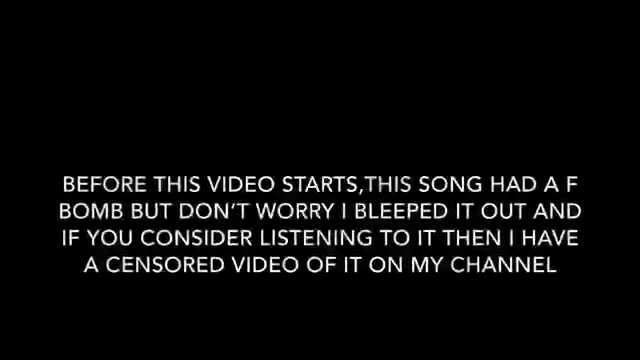 BEFORE THIS VIDEO STARTS,THIS SONG HAD A F
BOMB BUT DON'T WORRY I BLEEPED IT OUT AND
IF YOU CONSIDER LISTENING TO IT THEN I HAVE
A CENSORED VIDEO OF IT ON MY CHANNEL